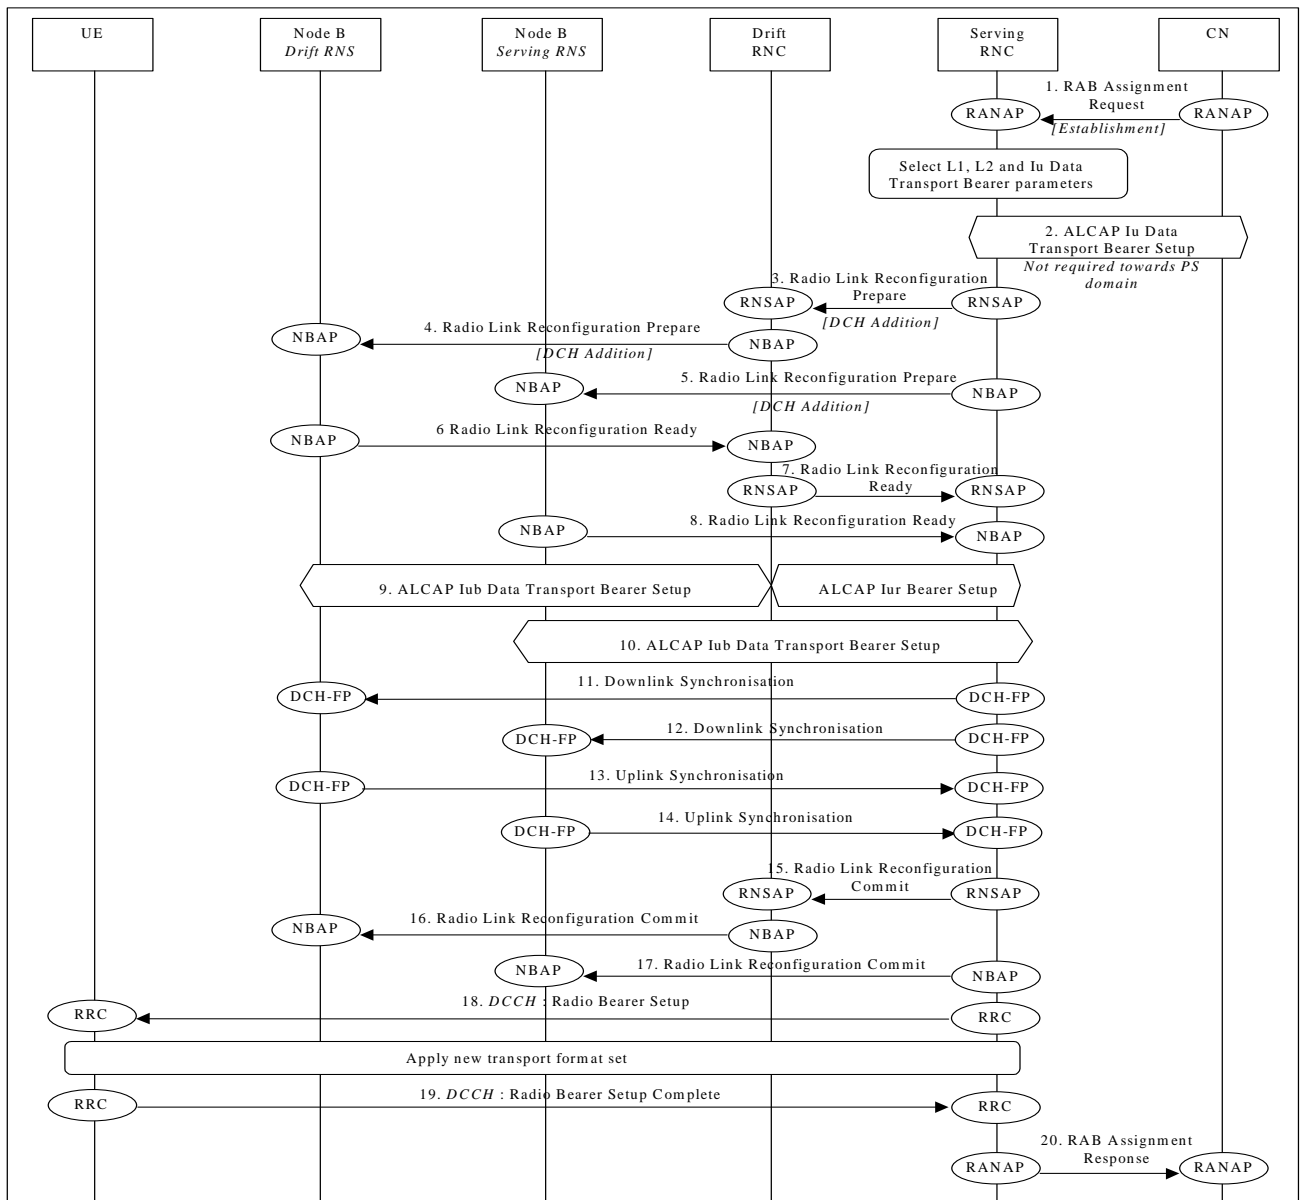 UE
Node B
Drift RNS
Node B
Serving RNS
Drift
RNC
Serving
RNC
CN
1. RAB Assignment
Request
RANAP
RANAP
[Establishment]
Select L1, L2 and Iu Data
Transport Bearer parameters
2. ALCAP Iu Data
Transport Bearer Setup
Not required towards PS
domain
3. Radio Link Reconfiguration
Prepare
RNSAP
RNSAP
[DCH Addition]
4. Radio Link Reconfiguration Prepare
NBAP
NBAP
[DCH Addition]
5. Radio Link Reconfiguration Prepare
NBAP
NBAP
[DCH Addition]
6 Radio Link Reconfiguration Ready
NBAP
NBAP
7. Radio Link Reconfiguration
Ready
RNSAP
RNSAP
8. Radio Link Reconfiguration Ready
NBAP
NBAP
9. ALCAP Iub Data Transport Bearer Setup
ALCAP Iur Bearer Setup
10. ALCAP Iub Data Transport Bearer Setup
11. Downlink Synchronisation
DCH-FP
DCH-FP
12. Downlink Synchronisation
DCH-FP
DCH-FP
13. Uplink Synchronisation
DCH-FP
DCH-FP
14. Uplink Synchronisation
DCH-FP
DCH-FP
15. Radio Link Reconfiguration
Commit
RNSAP
RNSAP
16. Radio Link Reconfiguration Commit
NBAP
NBAP
17. Radio Link Reconfiguration Commit
NBAP
NBAP
18. DCCH : Radio Bearer Setup
RRC
RRC
Apply new transport format set
19. DCCH : Radio Bearer Setup Complete
RRC
RRC
20. RAB Assignment
Response
RANAP
RANAP